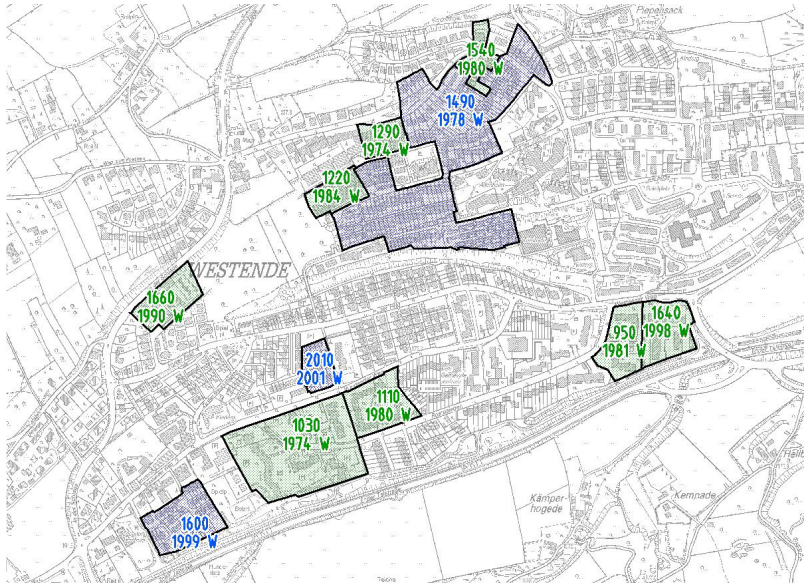 Piepensack
1540
1980 W
1490
1978 W
1290
1974 W
1220
1984 W
WESTENDE
1660
1990 W
1640
1998 W
950
1981 W
2010
2001 W
1110
1980 W
1030
1974 W
1600
1999 W
Kämper-
hogede
Kemnade